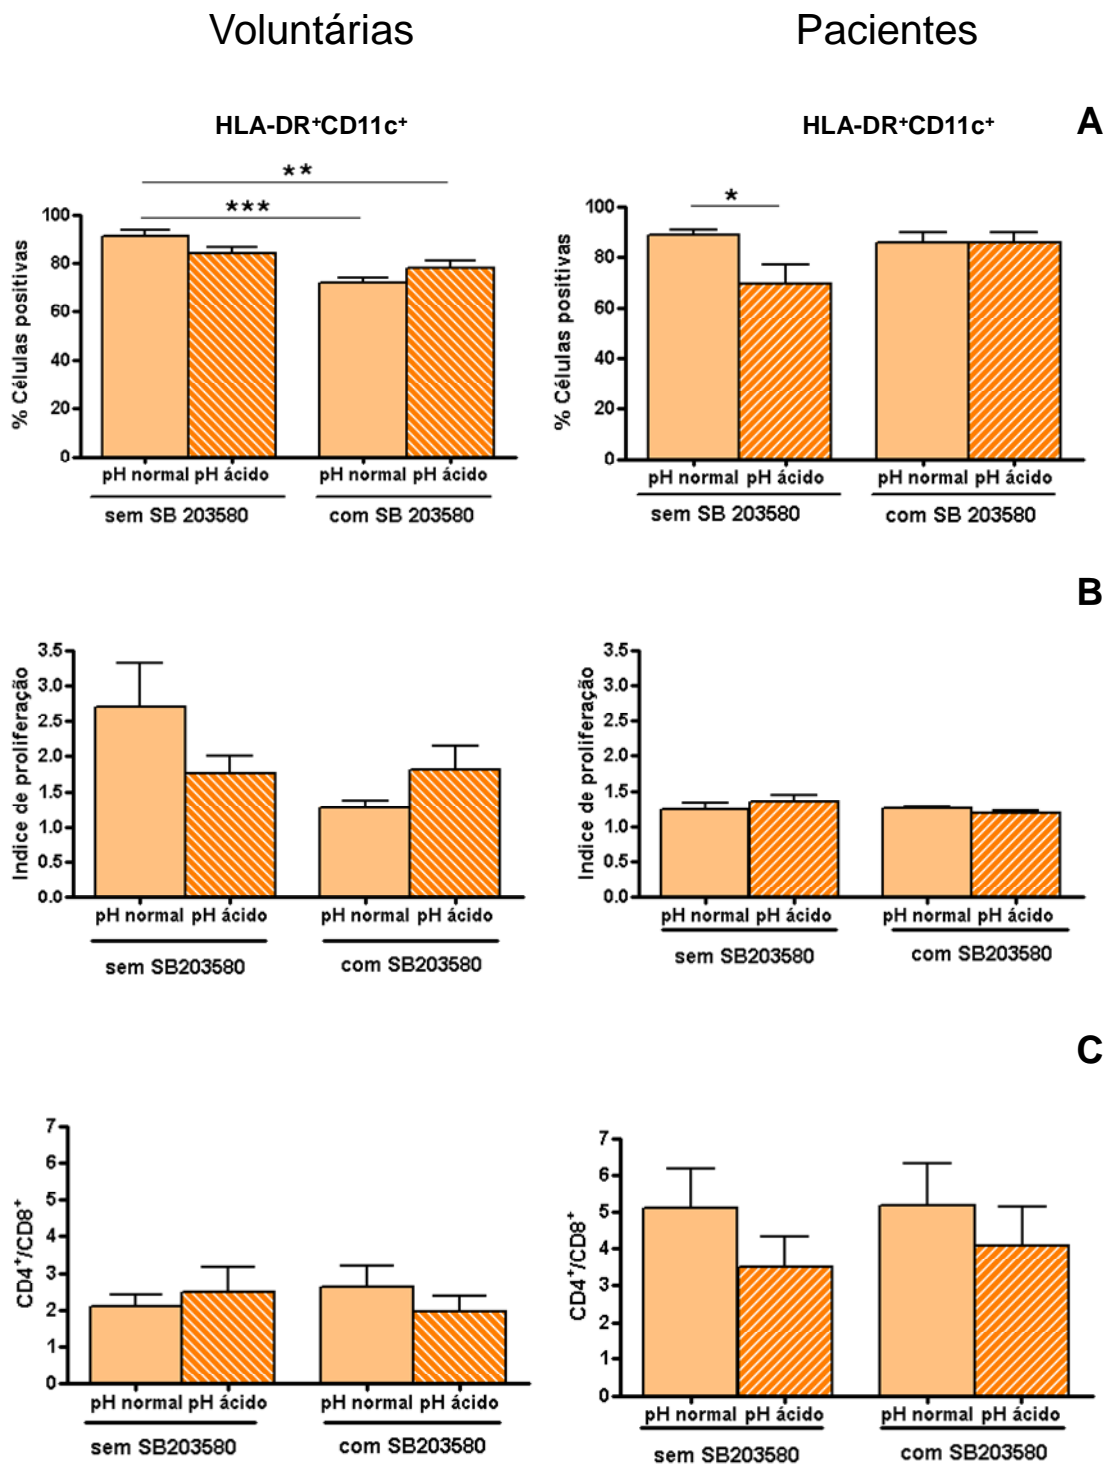 Voluntárias Pacientes
HLA-DR⁺CD11c⁺ HLA-DR⁺CD11c⁺ A
**
***
% Células positivas
100
80
60
40
20
0
pH normal pH ácido pH normal pH ácido
sem SB 203580 com SB 203580
*
% Células positivas
100
80
60
40
20
0
pH normal pH ácido pH normal pH ácido
sem SB 203580 com SB 203580
B
Indice de proliferação
3.5
3.0
2.5
2.0
1.5
1.0
0.5
0.0
pH normal pH ácido pH normal pH ácido
sem SB203580 com SB203580
Indice de proliferação
3.5
3.0
2.5
2.0
1.5
1.0
0.5
0.0
pH normal pH ácido pH normal pH ácido
sem SB203580 com SB203580
C
CD4⁺/CD8⁺
7
6
5
4
3
2
1
0
pH normal pH ácido pH normal pH ácido
sem SB203580 com SB203580
CD4⁺/CD8⁺
7
6
5
4
3
2
1
0
pH normal pH ácido pH normal pH ácido
sem SB203580 com SB203580